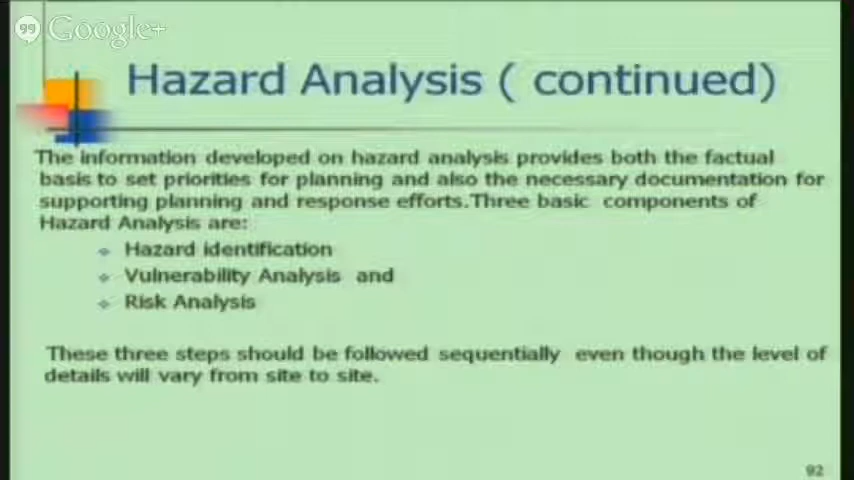 Google+
Hazard Analysis ( continued)
The information developed on hazard analysis provides both the factual
basis to set priorities for planning and also the necessary documentation for
supporting planning and response efforts.Three basic components of
Hazard Analysis are:
Hazard identification
Vulnerability Analysis and
Risk Analysis
These three steps should be followed sequentially even though the level of
details will vary from site to site.
92